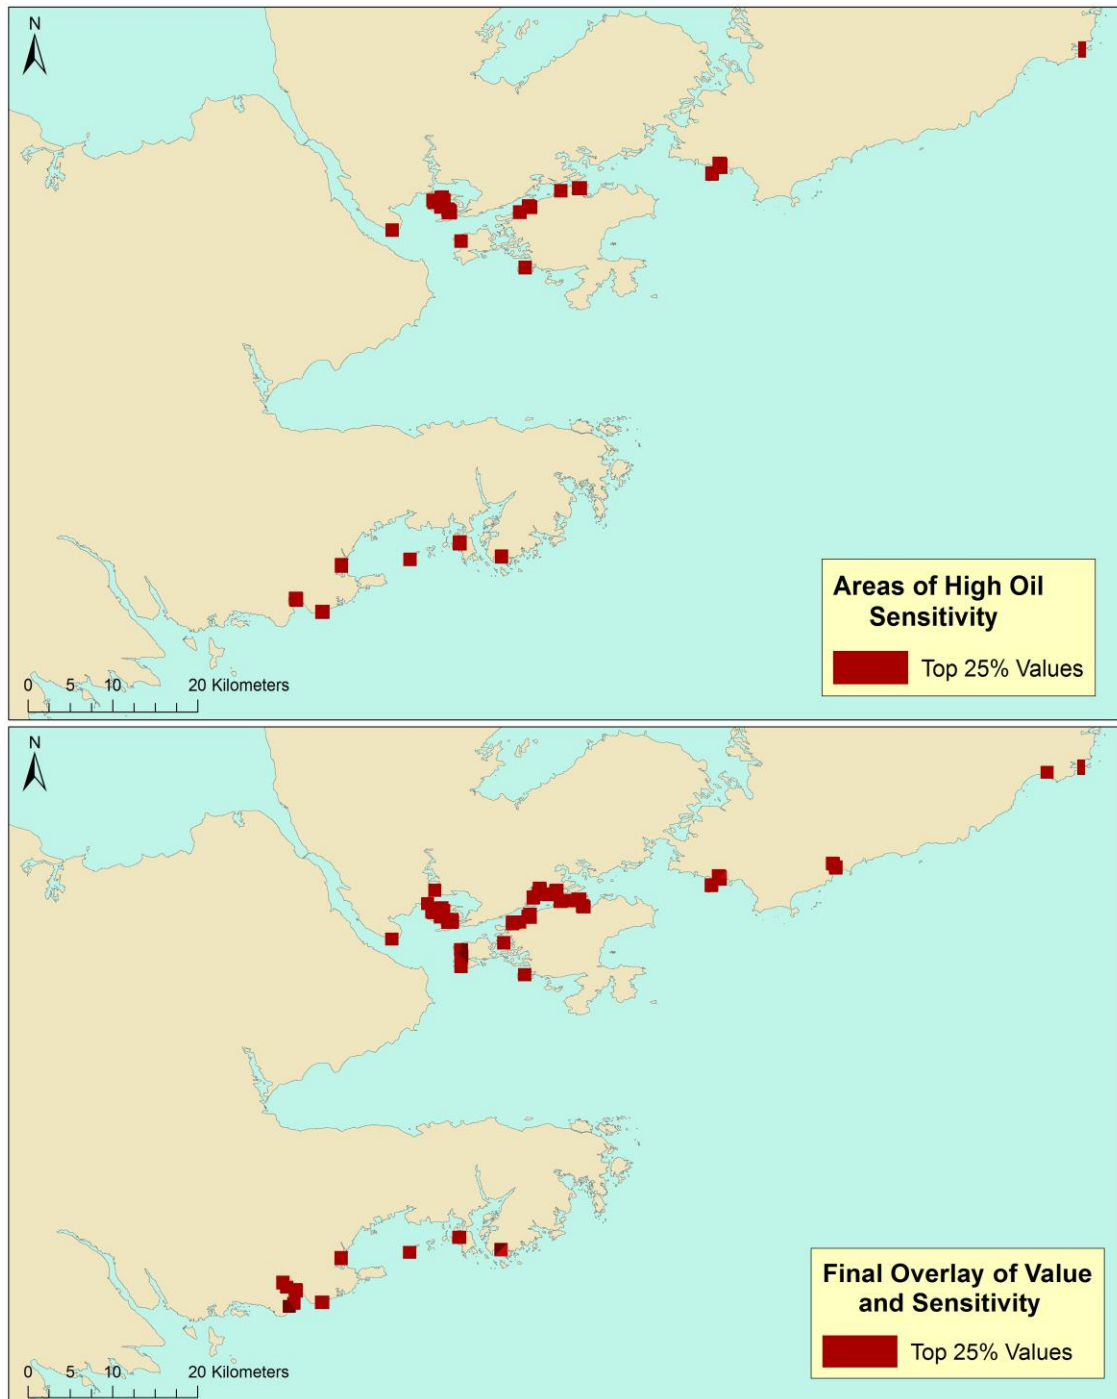 N
Areas of High Oil
Sensitivity
Top 25% Values
0 5 10 20 Kilometers
N
Final Overlay of Value
and Sensitivity
Top 25% Values
0 5 10 20 Kilometers